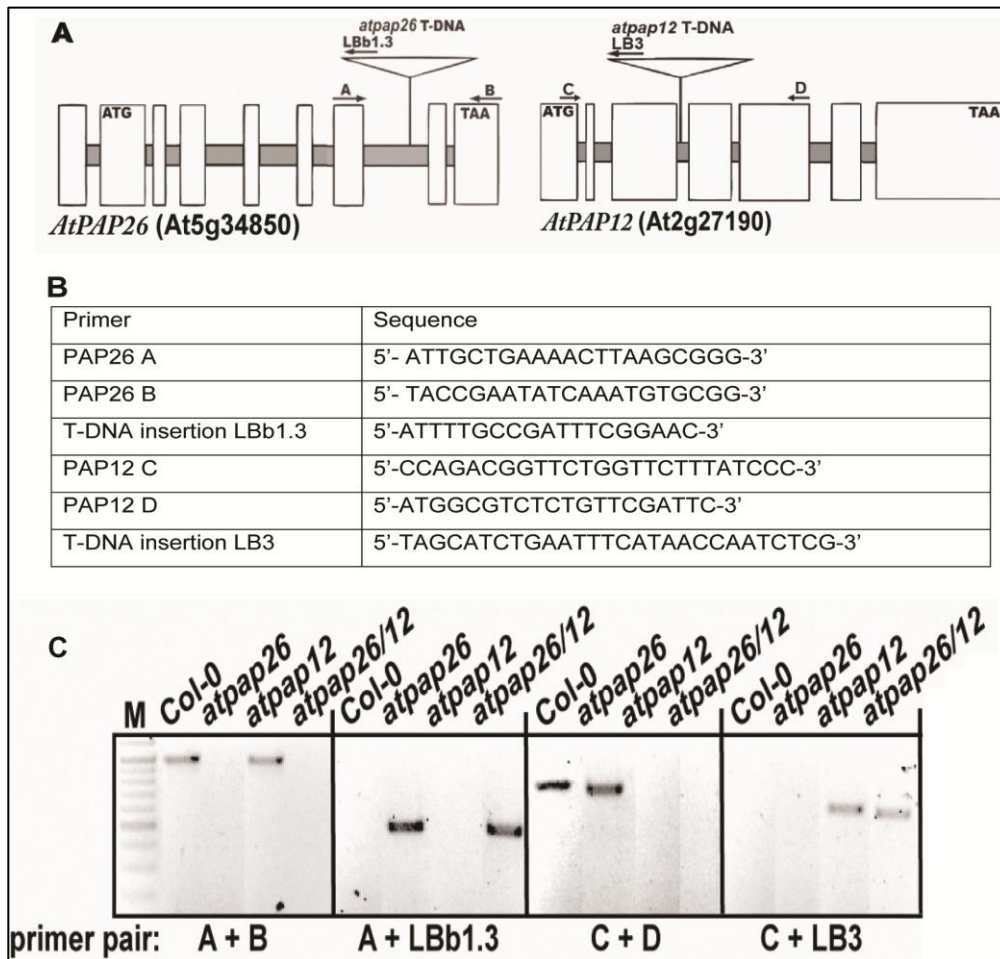 A
atpap26 T-DNA
LBb1.3
A
B
ATG
TAA
AtPAP26 (At5g34850)
atpap12 T-DNA
LB3
C
D
ATG
TAA
AtPAP12 (At2g27190)
B
Primer Sequence
PAP26 A 5'- ATTGCTGAAAACTTAAGCGGG-3'
PAP26 B 5'- TACCGAATATCAAATGTGCGG-3'
T-DNA insertion LBb1.3 5'-ATTTTGCCGATTTCGGAAC-3'
PAP12 C 5'-CCAGACGGTTCTGGTTCTTTATCCC-3'
PAP12 D 5'-ATGGCGTCTCTGTTCGATTC-3'
T-DNA insertion LB3 5'-TAGCATCTGAATTTCATAACCAATCTCG-3'
C
M Col-0 atpap26 atpap12 atpap26/12 Col-0 atpap26 atpap12 atpap26/12 Col-0 atpap26 atpap12 atpap26/12 Col-0 atpap26 atpap12 atpap26/12
primer pair: A + B A + LBb1.3 C + D C + LB3